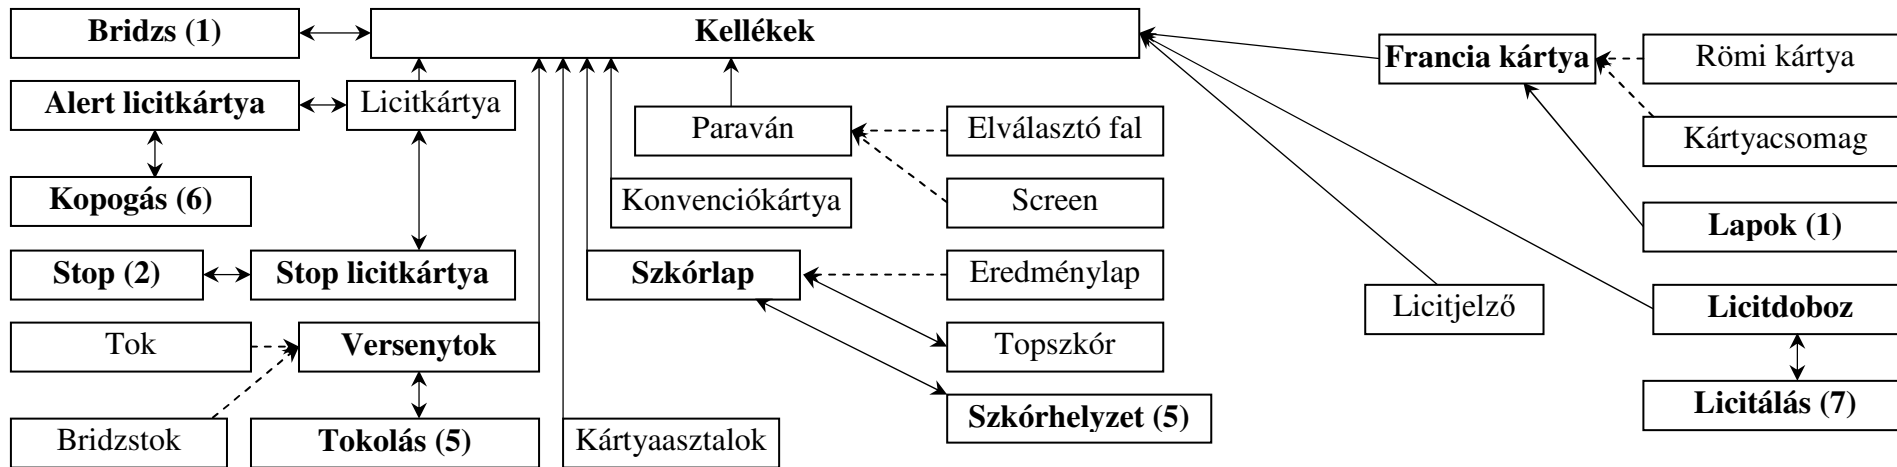 Bridzs (1)
Kellékek
Francia kártya
Römi kártya
Alert licitkártya
Licitkártya
Paraván
Elválasztó fal
Kártyacsomag
Kopogás (6)
Konvenciókártya
Screen
Lapok (1)
Stop (2)
Stop licitkártya
Szkórlap
Eredménylap
Licitjelző
Licitdoboz
Tok
Versenytok
Topszkór
Bridzstok
Tokolás (5)
Kártyaasztalok
Szkórhelyzet (5)
Licitálás (7)